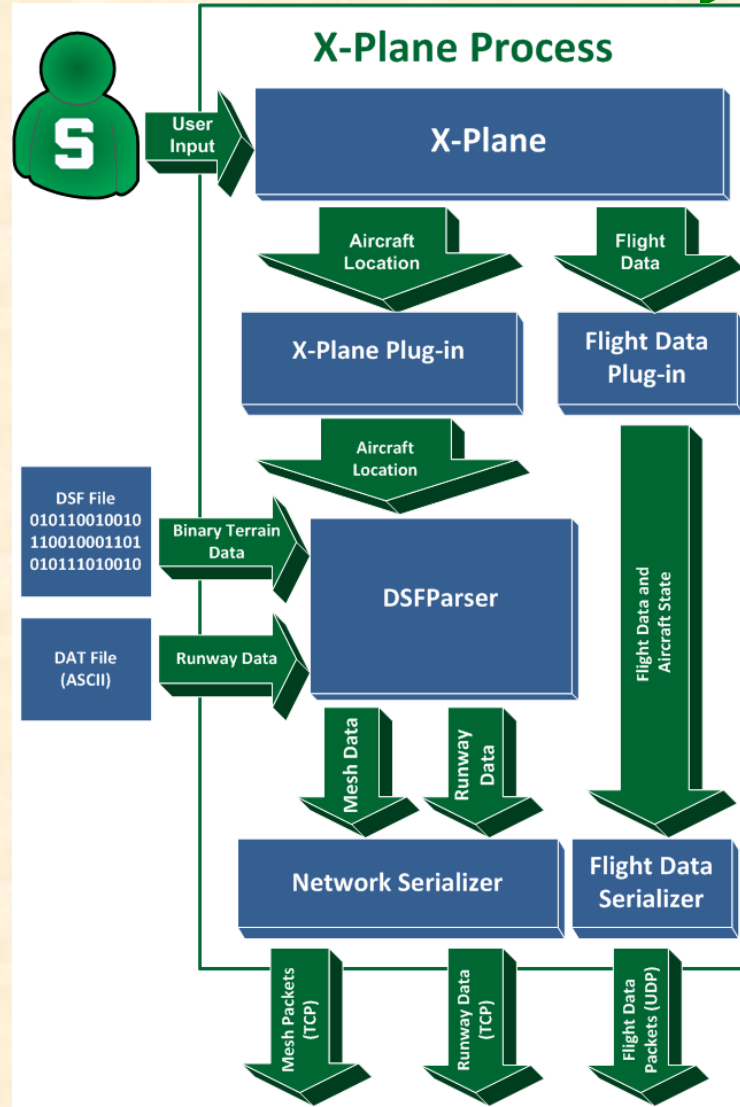 X-Plane Process
S
User
Input
X-Plane
Aircraft
Location
Flight
Data
X-Plane Plug-in
Flight Data
Plug-in
Aircraft
Location
DSF File
010110010010
110010001101
010111010010
Binary Terrain
Data
DSFParser
Flight Data and
Aircraft State
DAT File
(ASCII)
Runway Data
Mesh Data
Runway
Data
Network Serializer
Flight Data
Serializer
Mesh Packets
(TCP)
Runway Data
(TCP)
Flight Data
Packets (UDP)